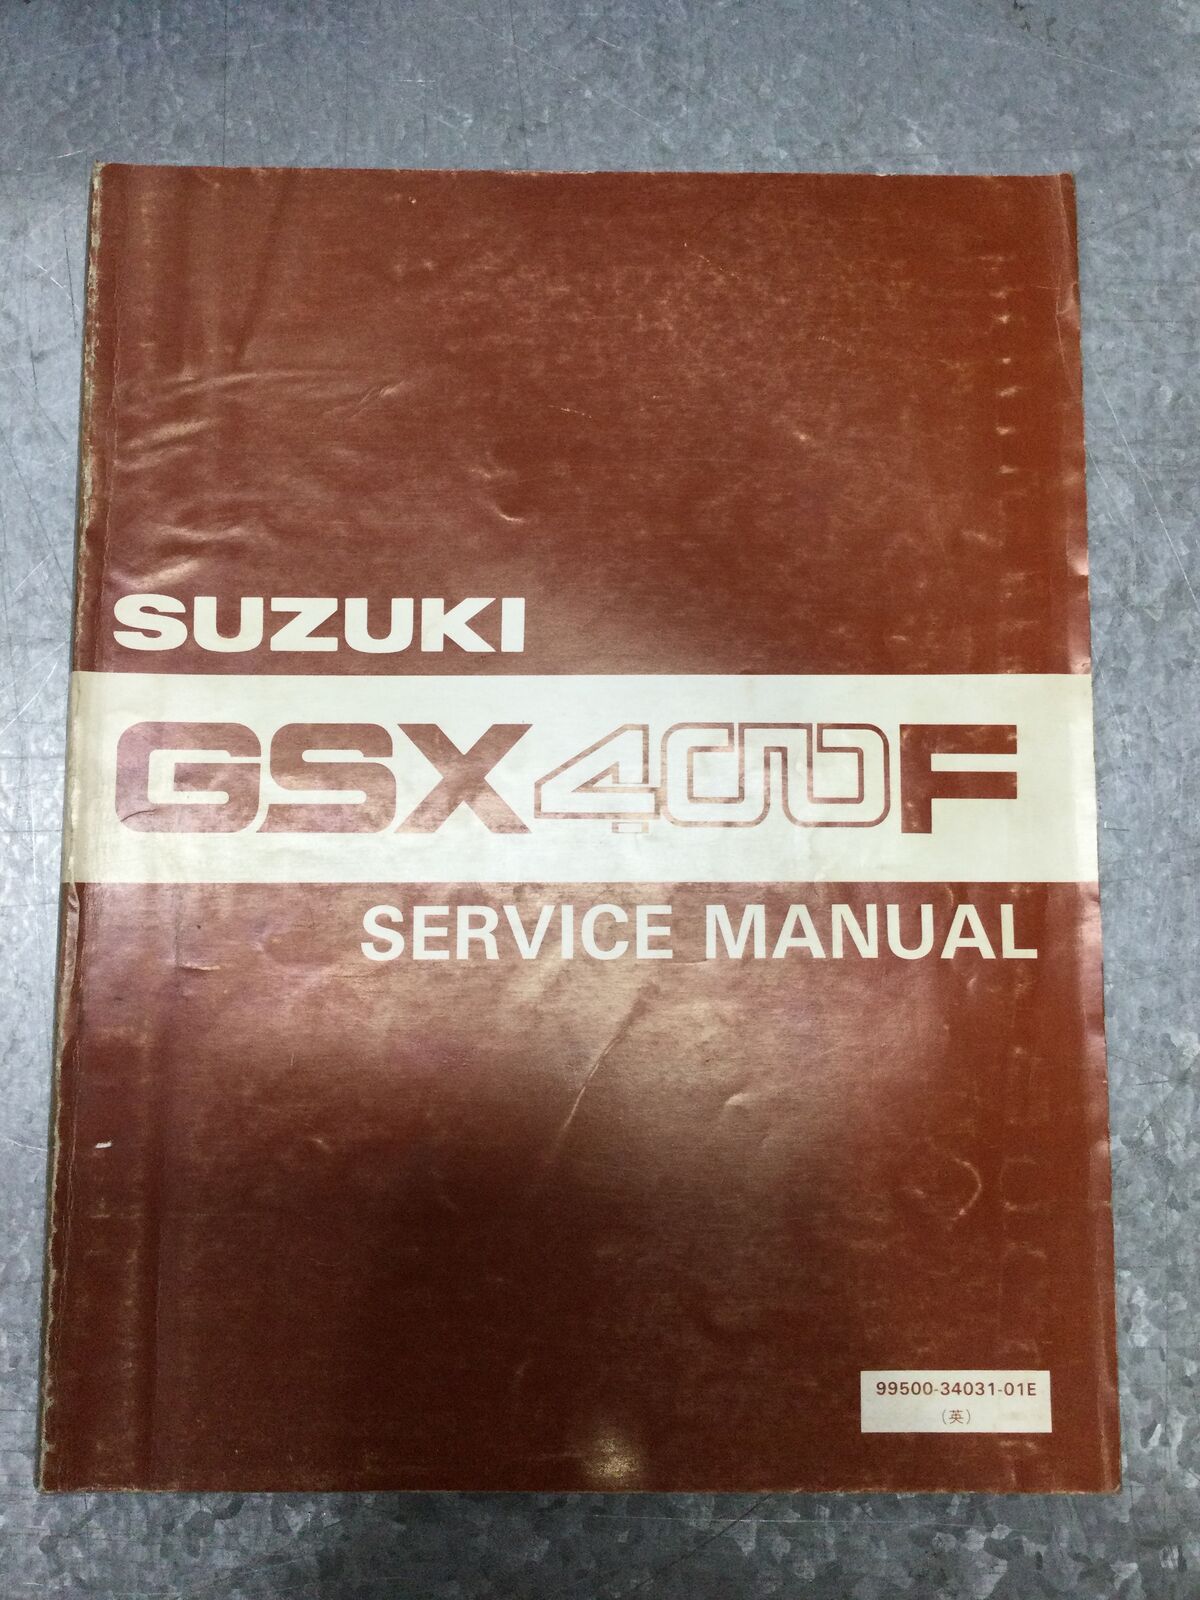 SUZUKI
GSX400F
SERVICE MANUAL
99500-34031-01E
(英)